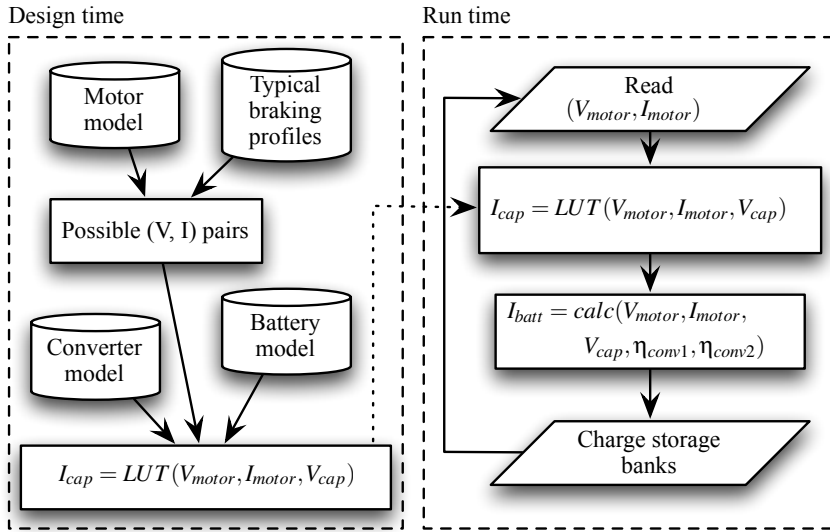 Design time
Motor
model
Typical
braking
profiles
Possible (V, I) pairs
Converter
model
Battery
model
I_cap = LUT(V_motor, I_motor, V_cap)
Run time
Read
(V_motor, I_motor)
I_cap = LUT(V_motor, I_motor, V_cap)
I_batt = calc(V_motor, I_motor,
V_cap, η_conv1, η_conv2)
Charge storage
banks